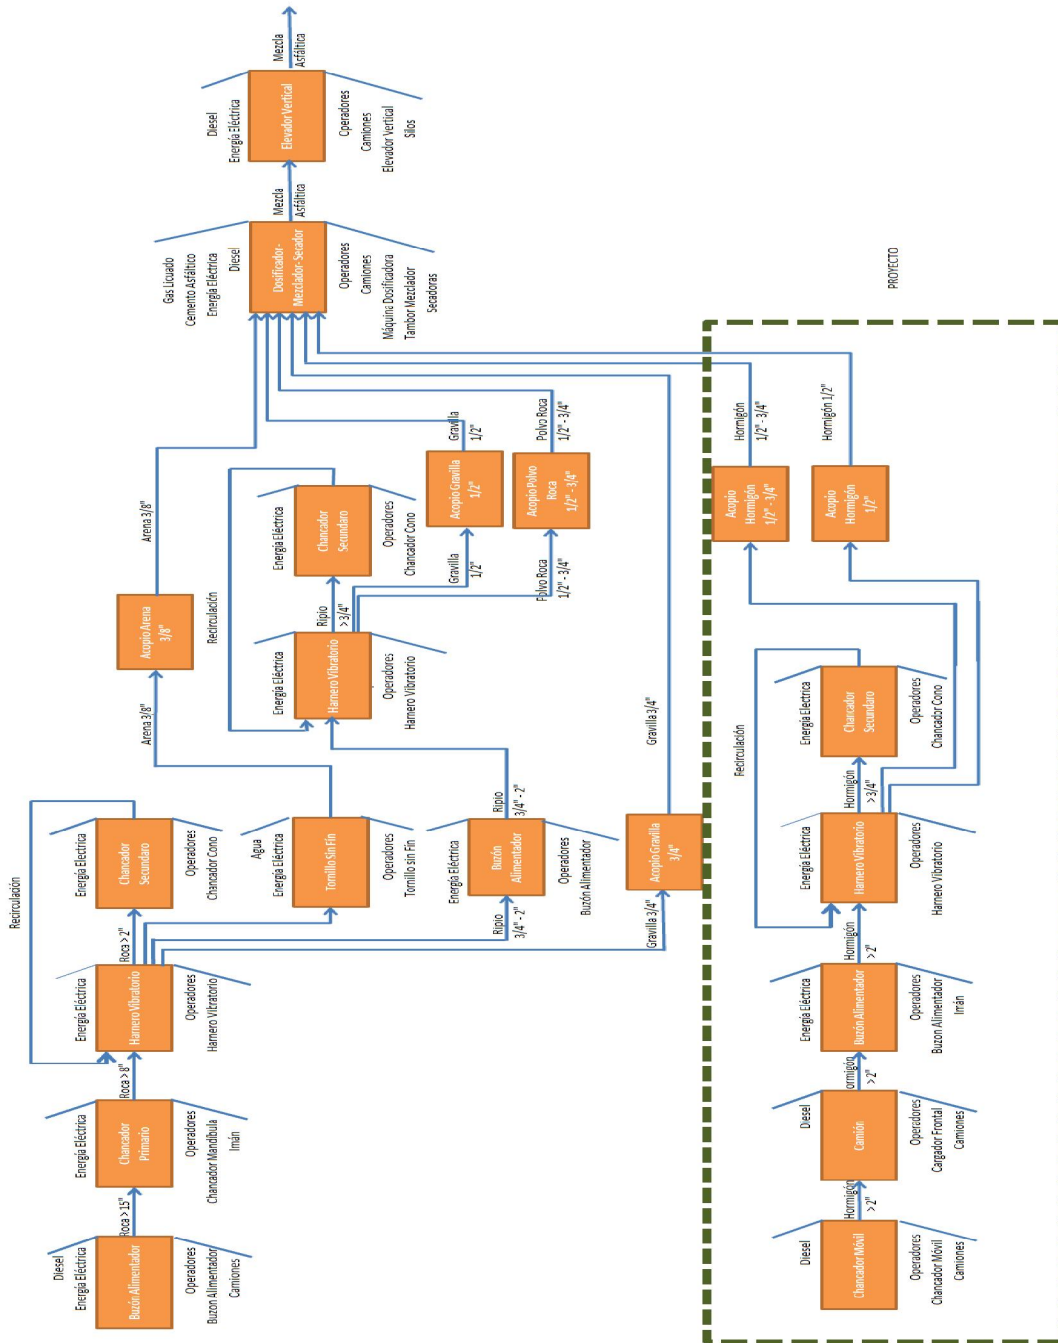 Diesel
Energía Eléctrica
Buzón Alimentador
Operadores
Buzon Alimentador
Camiones
Roca > 15"
Energía Eléctrica
Chancador
Primario
Operadores
Chancador Mandíbula
Imán
Roca > 8"
Recirculación
Energía Eléctrica
Harnero Vibratorio
Operadores
Harnero Vibratorio
Roca > 2"
Energía Eléctrica
Chancador
Secundaro
Operadores
Chancador Cono
Agua
Energía Eléctrica
Tornillo sin Fín
Operadores
Tornillo sin Fín
Arena 3/8"
Acopio Arena
3/8"
Arena 3/8"
Ripio
3/4" - 2"
Energía Eléctrica
Buzón
Alimentador
Operadores
Buzón Alimentador
Ripio
3/4" - 2"
Gravilla 3/4"
Acopio Gravilla
3/4"
Gravilla 3/4"
Recirculación
Energía Eléctrica
Harnero Vibratorio
Operadores
Harnero Vibratorio
Ripio
> 3/4"
Energía Eléctrica
Chancador
Secundaro
Operadores
Chancador Cono
Gravilla
1/2"
Acopio Gravilla
1/2"
Gravilla
1/2"
Polvo Roca
1/2" - 3/4"
Acopio Polvo
Roca
1/2" - 3/4"
Polvo Roca
1/2" - 3/4"
Gas Licuado
Cemento Asfáltico
Energía Eléctrica
Diesel
Dosificador-
Mezclador- Secador
Operadores
Camiones
Máquina Dosificadora
Tambor Mezclador
Secadoras
Mezcla
Asfáltica
Diesel
Energía Eléctrica
Elevador Vertical
Operadores
Camiones
Elevador Vertical
Silos
Mezcla
Asfáltica
PROYECTO
Diesel
Chancador Móvil
Operadores
Chancador Móvil
Camiones
Hormigón
> 2"
Diesel
Camión
Operadores
Cargador Frontal
Camiones
ormigón
> 2"
Energía Eléctrica
Buzón Alimentador
Operadores
Buzon Alimentador
Imán
Hormigón
> 2"
Recirculación
Energía Eléctrica
Harnero Vibratorio
Operadores
Harnero Vibratorio
Hormigón
> 3/4"
Energía Electrica
Chancador
Secundaro
Operadores
Chancador Cono
Acopio
Hormigón
1/2" - 3/4"
Hormigón
1/2" - 3/4"
Acopio
Hormigón
1/2"
Hormigón 1/2"